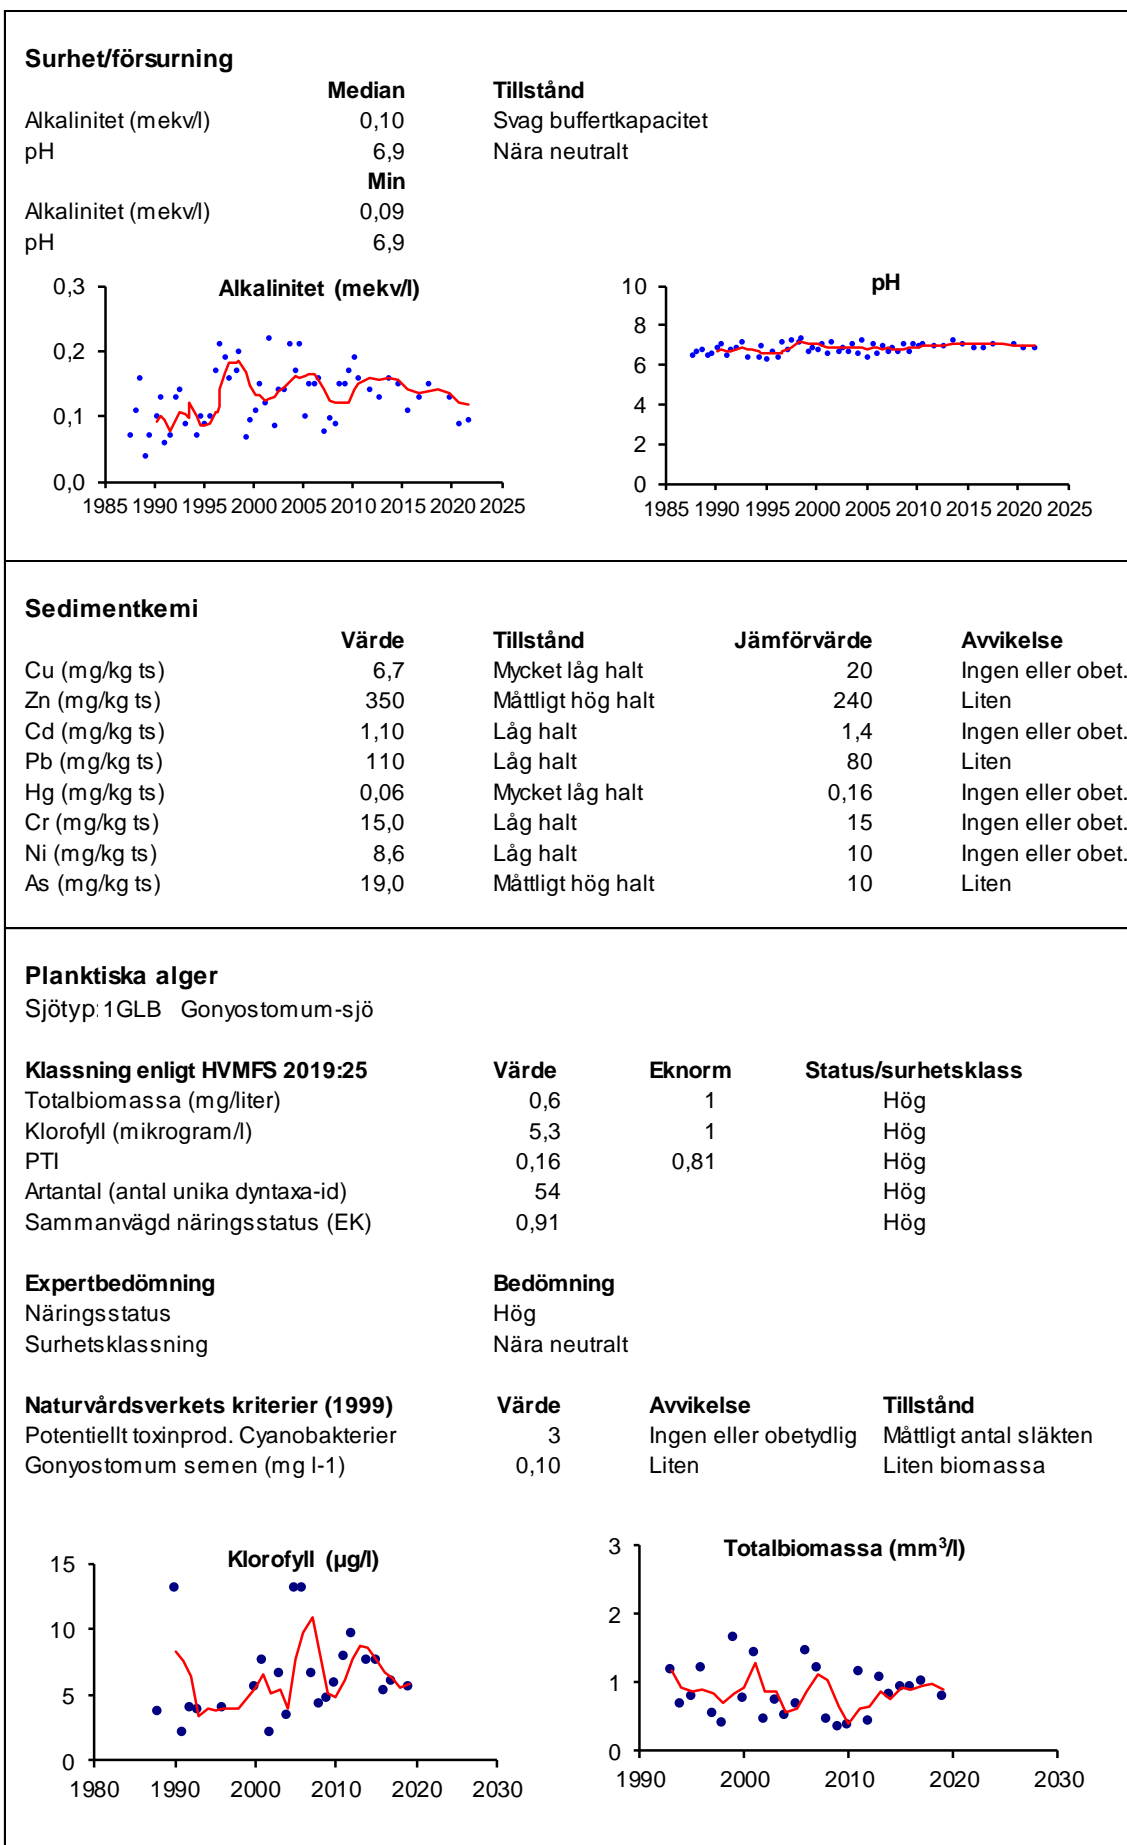 Surhet/försurning
Median Tillstånd
Alkalinitet (mekv/l) 0,10 Svag buffertkapacitet
pH 6,9 Nära neutralt
Min
Alkalinitet (mekv/l) 0,09
pH 6,9
Alkalinitet (mekv/l)
0,3
0,2
0,1
0,0
1985 1990 1995 2000 2005 2010 2015 2020 2025
pH
10
8
6
4
2
0
1985 1990 1995 2000 2005 2010 2015 2020 2025
Sedimentkemi
Värde Tillstånd Jämförvärde Avvikelse
Cu (mg/kg ts) 6,7 Mycket låg halt 20 Ingen eller obet.
Zn (mg/kg ts) 350 Måttligt hög halt 240 Liten
Cd (mg/kg ts) 1,10 Låg halt 1,4 Ingen eller obet.
Pb (mg/kg ts) 110 Låg halt 80 Liten
Hg (mg/kg ts) 0,06 Mycket låg halt 0,16 Ingen eller obet.
Cr (mg/kg ts) 15,0 Låg halt 15 Ingen eller obet.
Ni (mg/kg ts) 8,6 Låg halt 10 Ingen eller obet.
As (mg/kg ts) 19,0 Måttligt hög halt 10 Liten
Planktiska alger
Sjötyp: 1GLB Gonyostomum-sjö
Klassning enligt HVMFS 2019:25 Värde Eknorm Status/surhetsklass
Totalbiomassa (mg/liter) 0,6 1 Hög
Klorofyll (mikrogram/l) 5,3 1 Hög
PTI 0,16 0,81 Hög
Artantal (antal unika dyntaxa-id) 54 Hög
Sammanvägd näringsstatus (EK) 0,91 Hög
Expertbedömning Bedömning
Näringsstatus Hög
Surhetsklassning Nära neutralt
Naturvårdsverkets kriterier (1999) Värde Avvikelse Tillstånd
Potentiellt toxinprod. Cyanobakterier 3 Ingen eller obetydlig Måttligt antal släkten
Gonyostomum semen (mg l-1) 0,10 Liten Liten biomassa
Klorofyll (µg/l)
15
10
5
0
1980 1990 2000 2010 2020 2030
Totalbiomassa (mm³/l)
3
2
1
0
1990 2000 2010 2020 2030